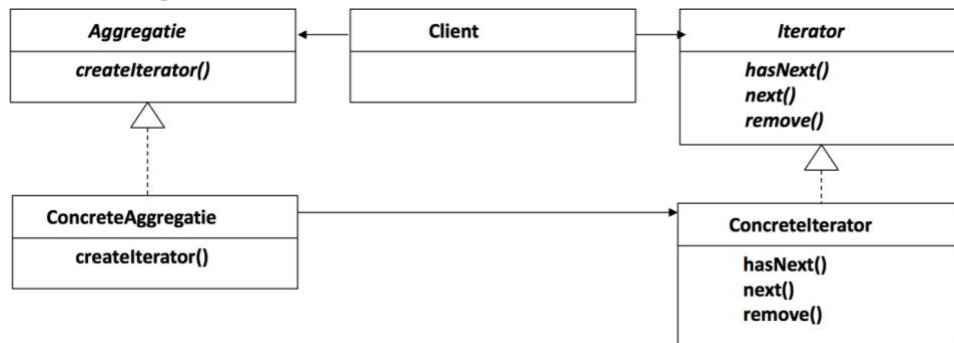 Aggregatie
createIterator()
Client
Iterator
hasNext()
next()
remove()
ConcreteAggregatie
createIterator()
ConcreteIterator
hasNext()
next()
remove()